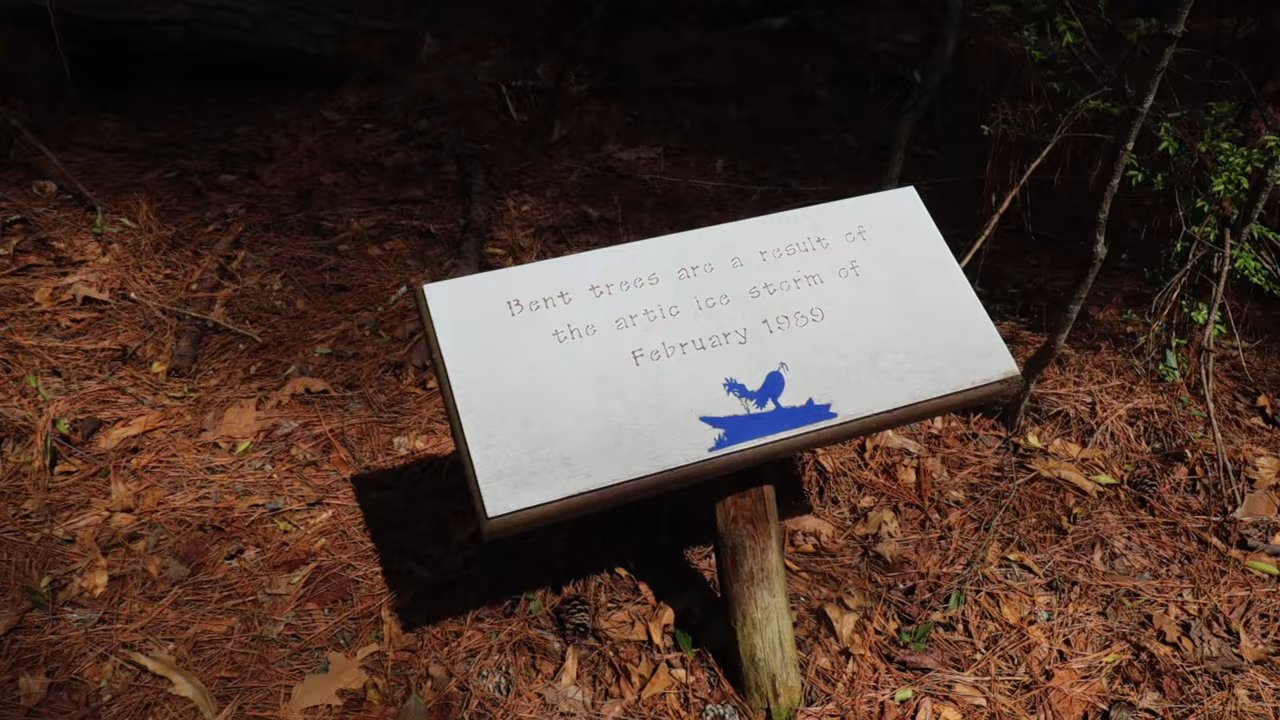 Bent trees are a result of
the artic ice storm of
February 1989